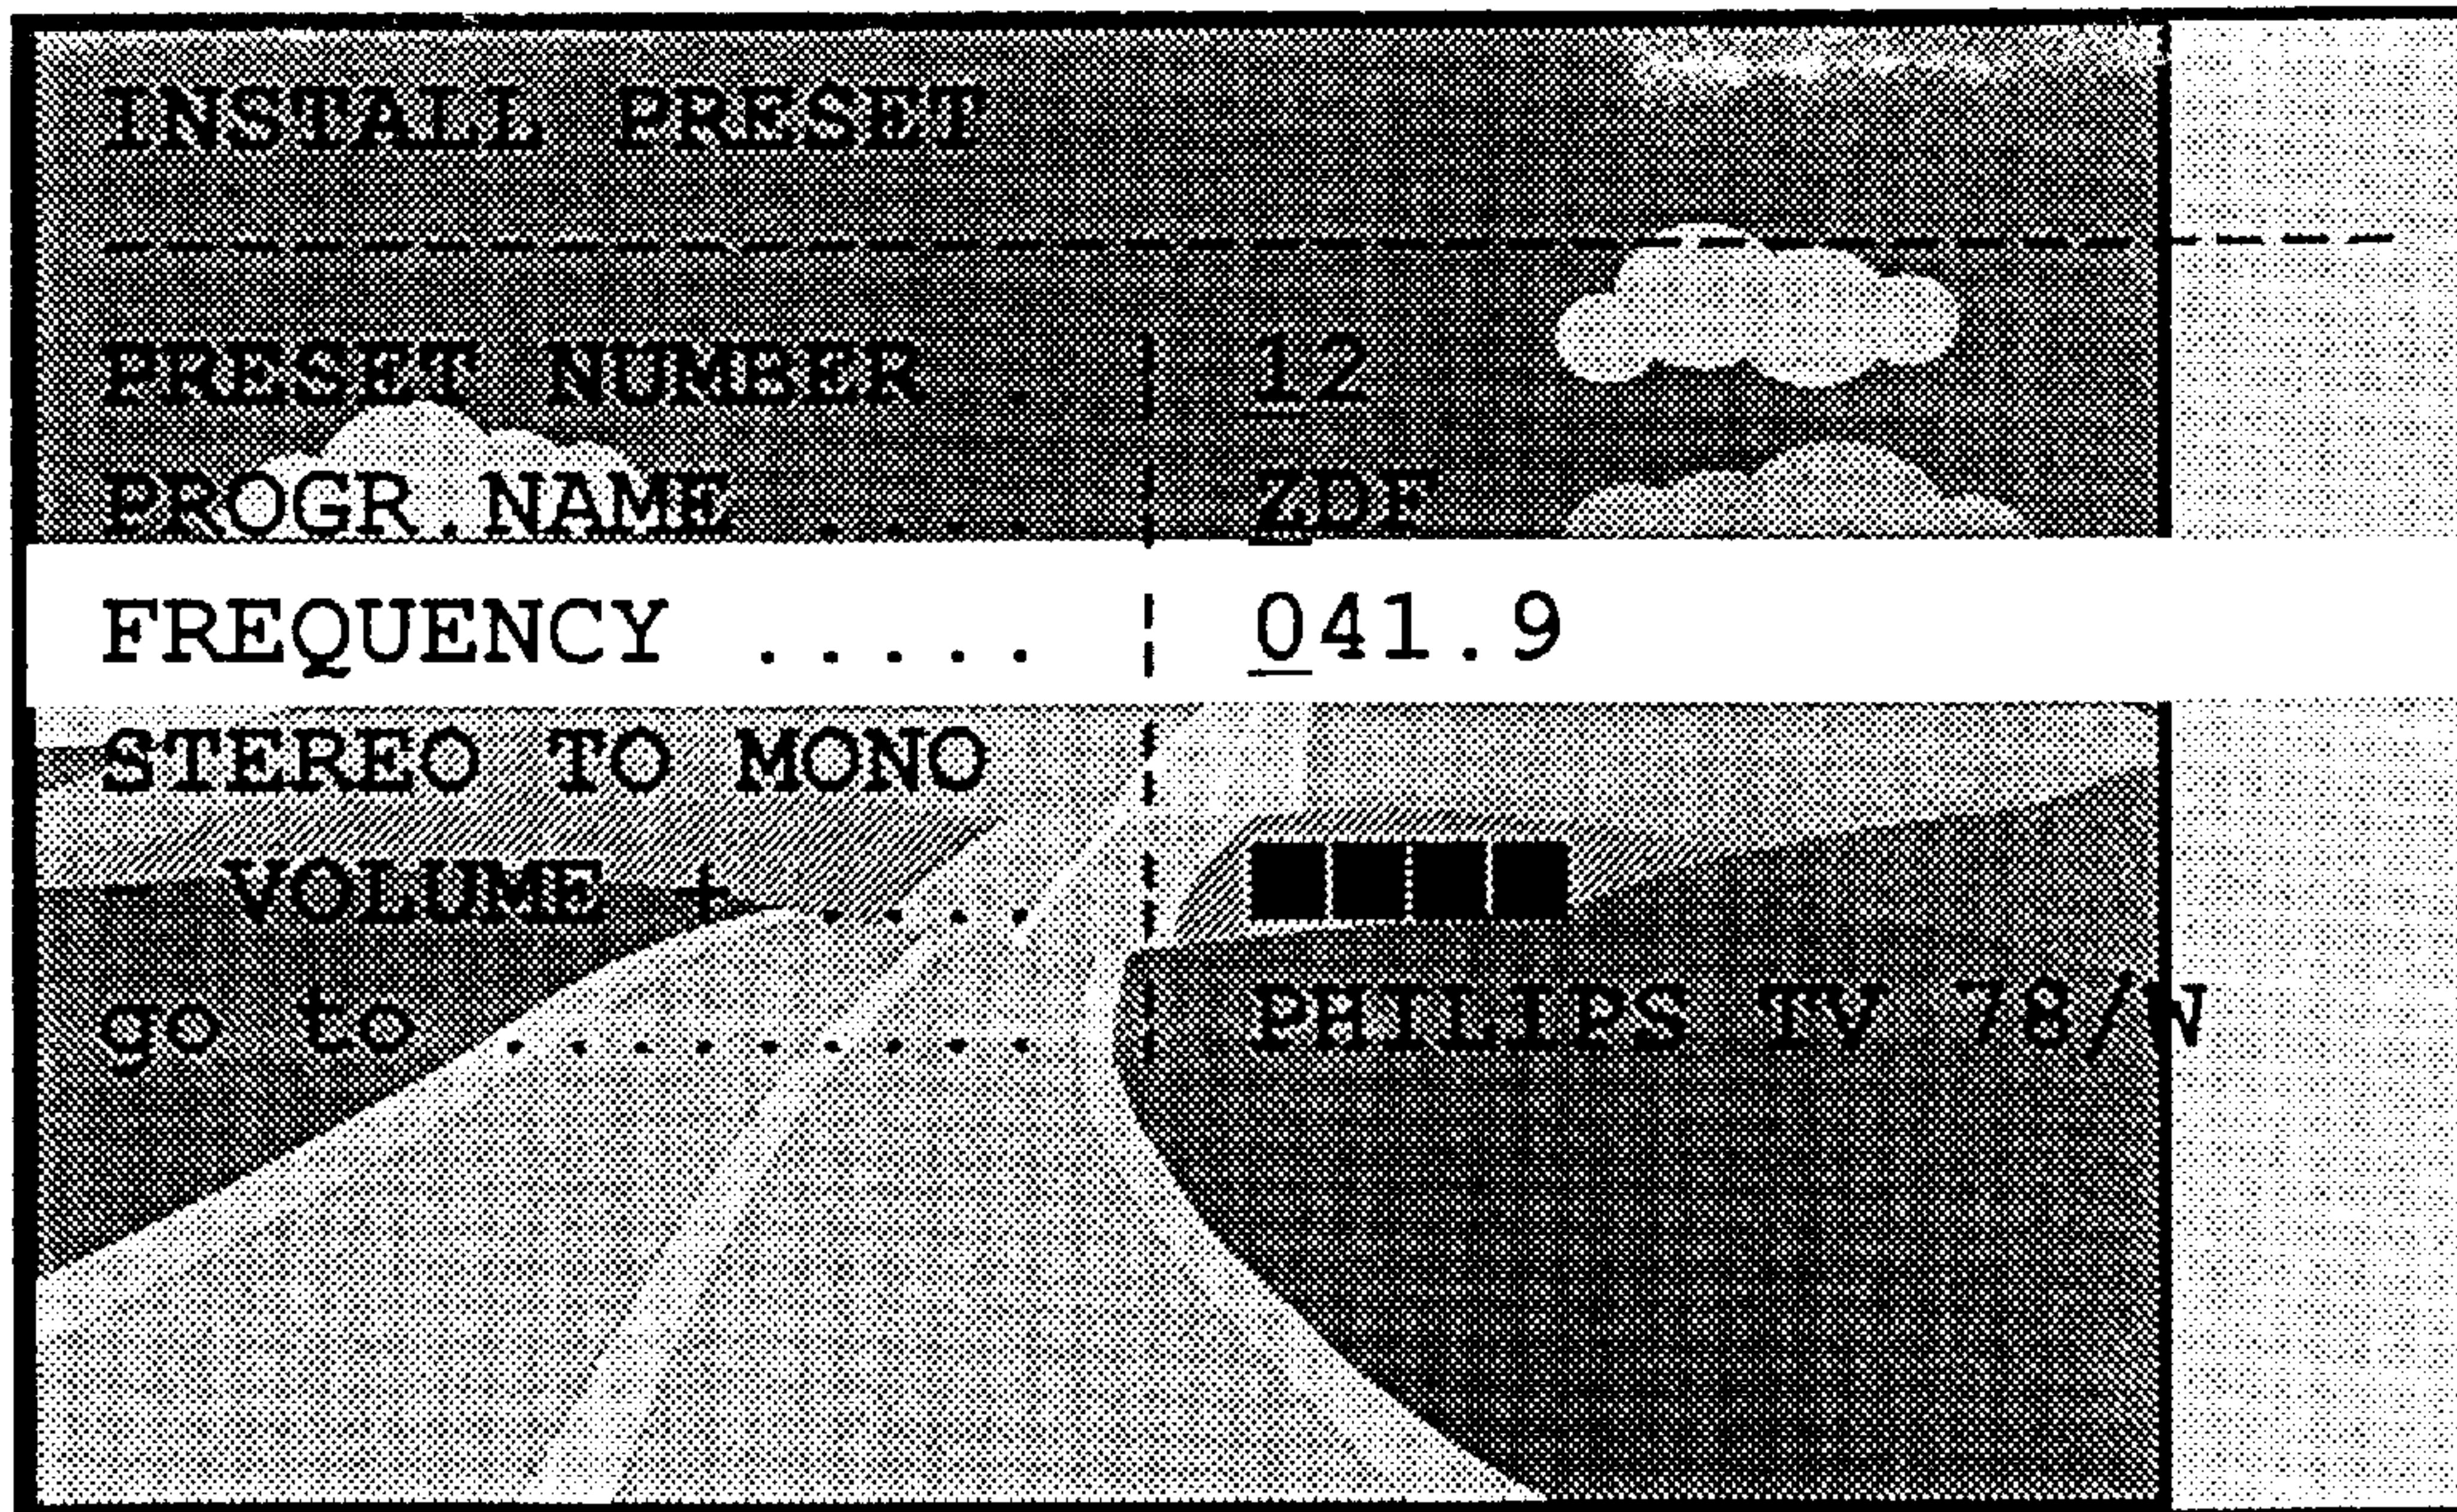 INSTALL PRESET
PRESET NUMBER . 12
PROGR.NAME .... ZDF
FREQUENCY ..... 041.9
STEREO TO MONO
- VOLUME + ....
go to ......... PHILIPS TV 78/W